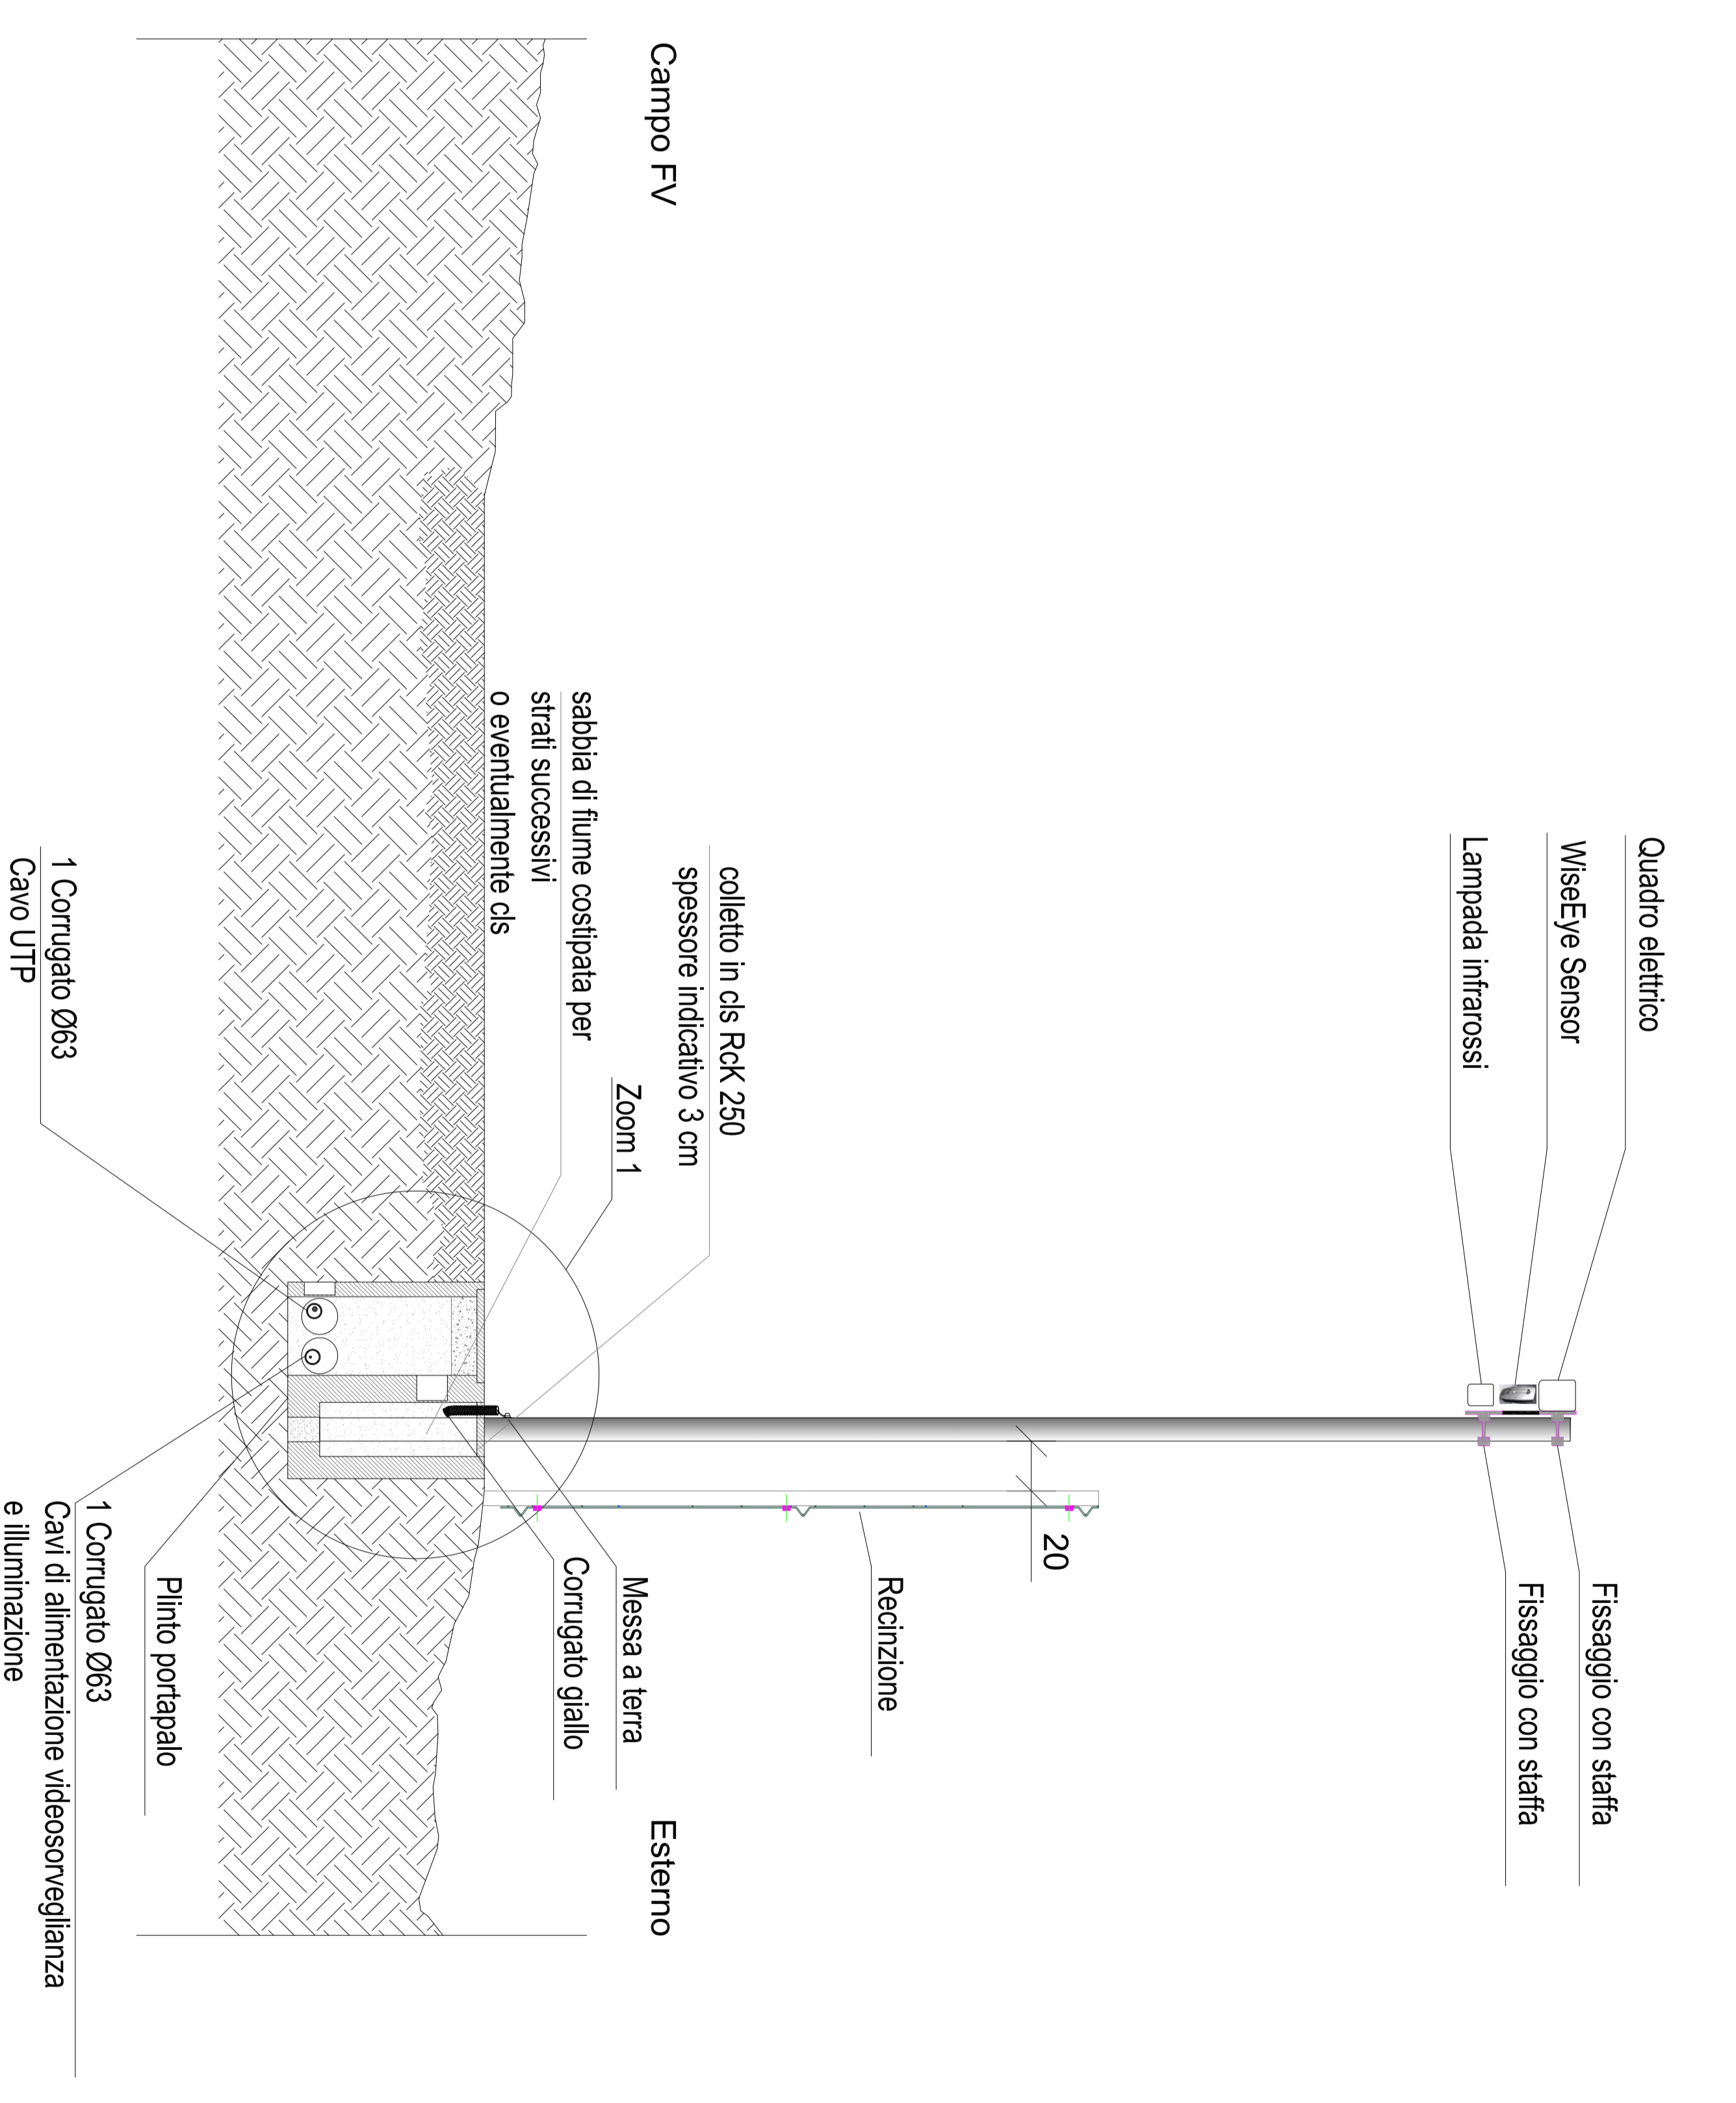 Quadro elettrico
WiseEye Sensor
Lampada infrarossi
Fissaggio con staffa
Fissaggio con staffa
20
Recinzione
colletto in cls RcK 250
spessore indicativo 3 cm
Campo FV
Zoom 1
Esterno
Messa a terra
sabbia di fiume costipata per
strati successivi
o eventualmente cls
Corrugato giallo
Plinto portapalo
1 Corrugato Ø63
Cavo UTP
1 Corrugato Ø63
Cavi di alimentazione videosorveglianza
e illuminazione